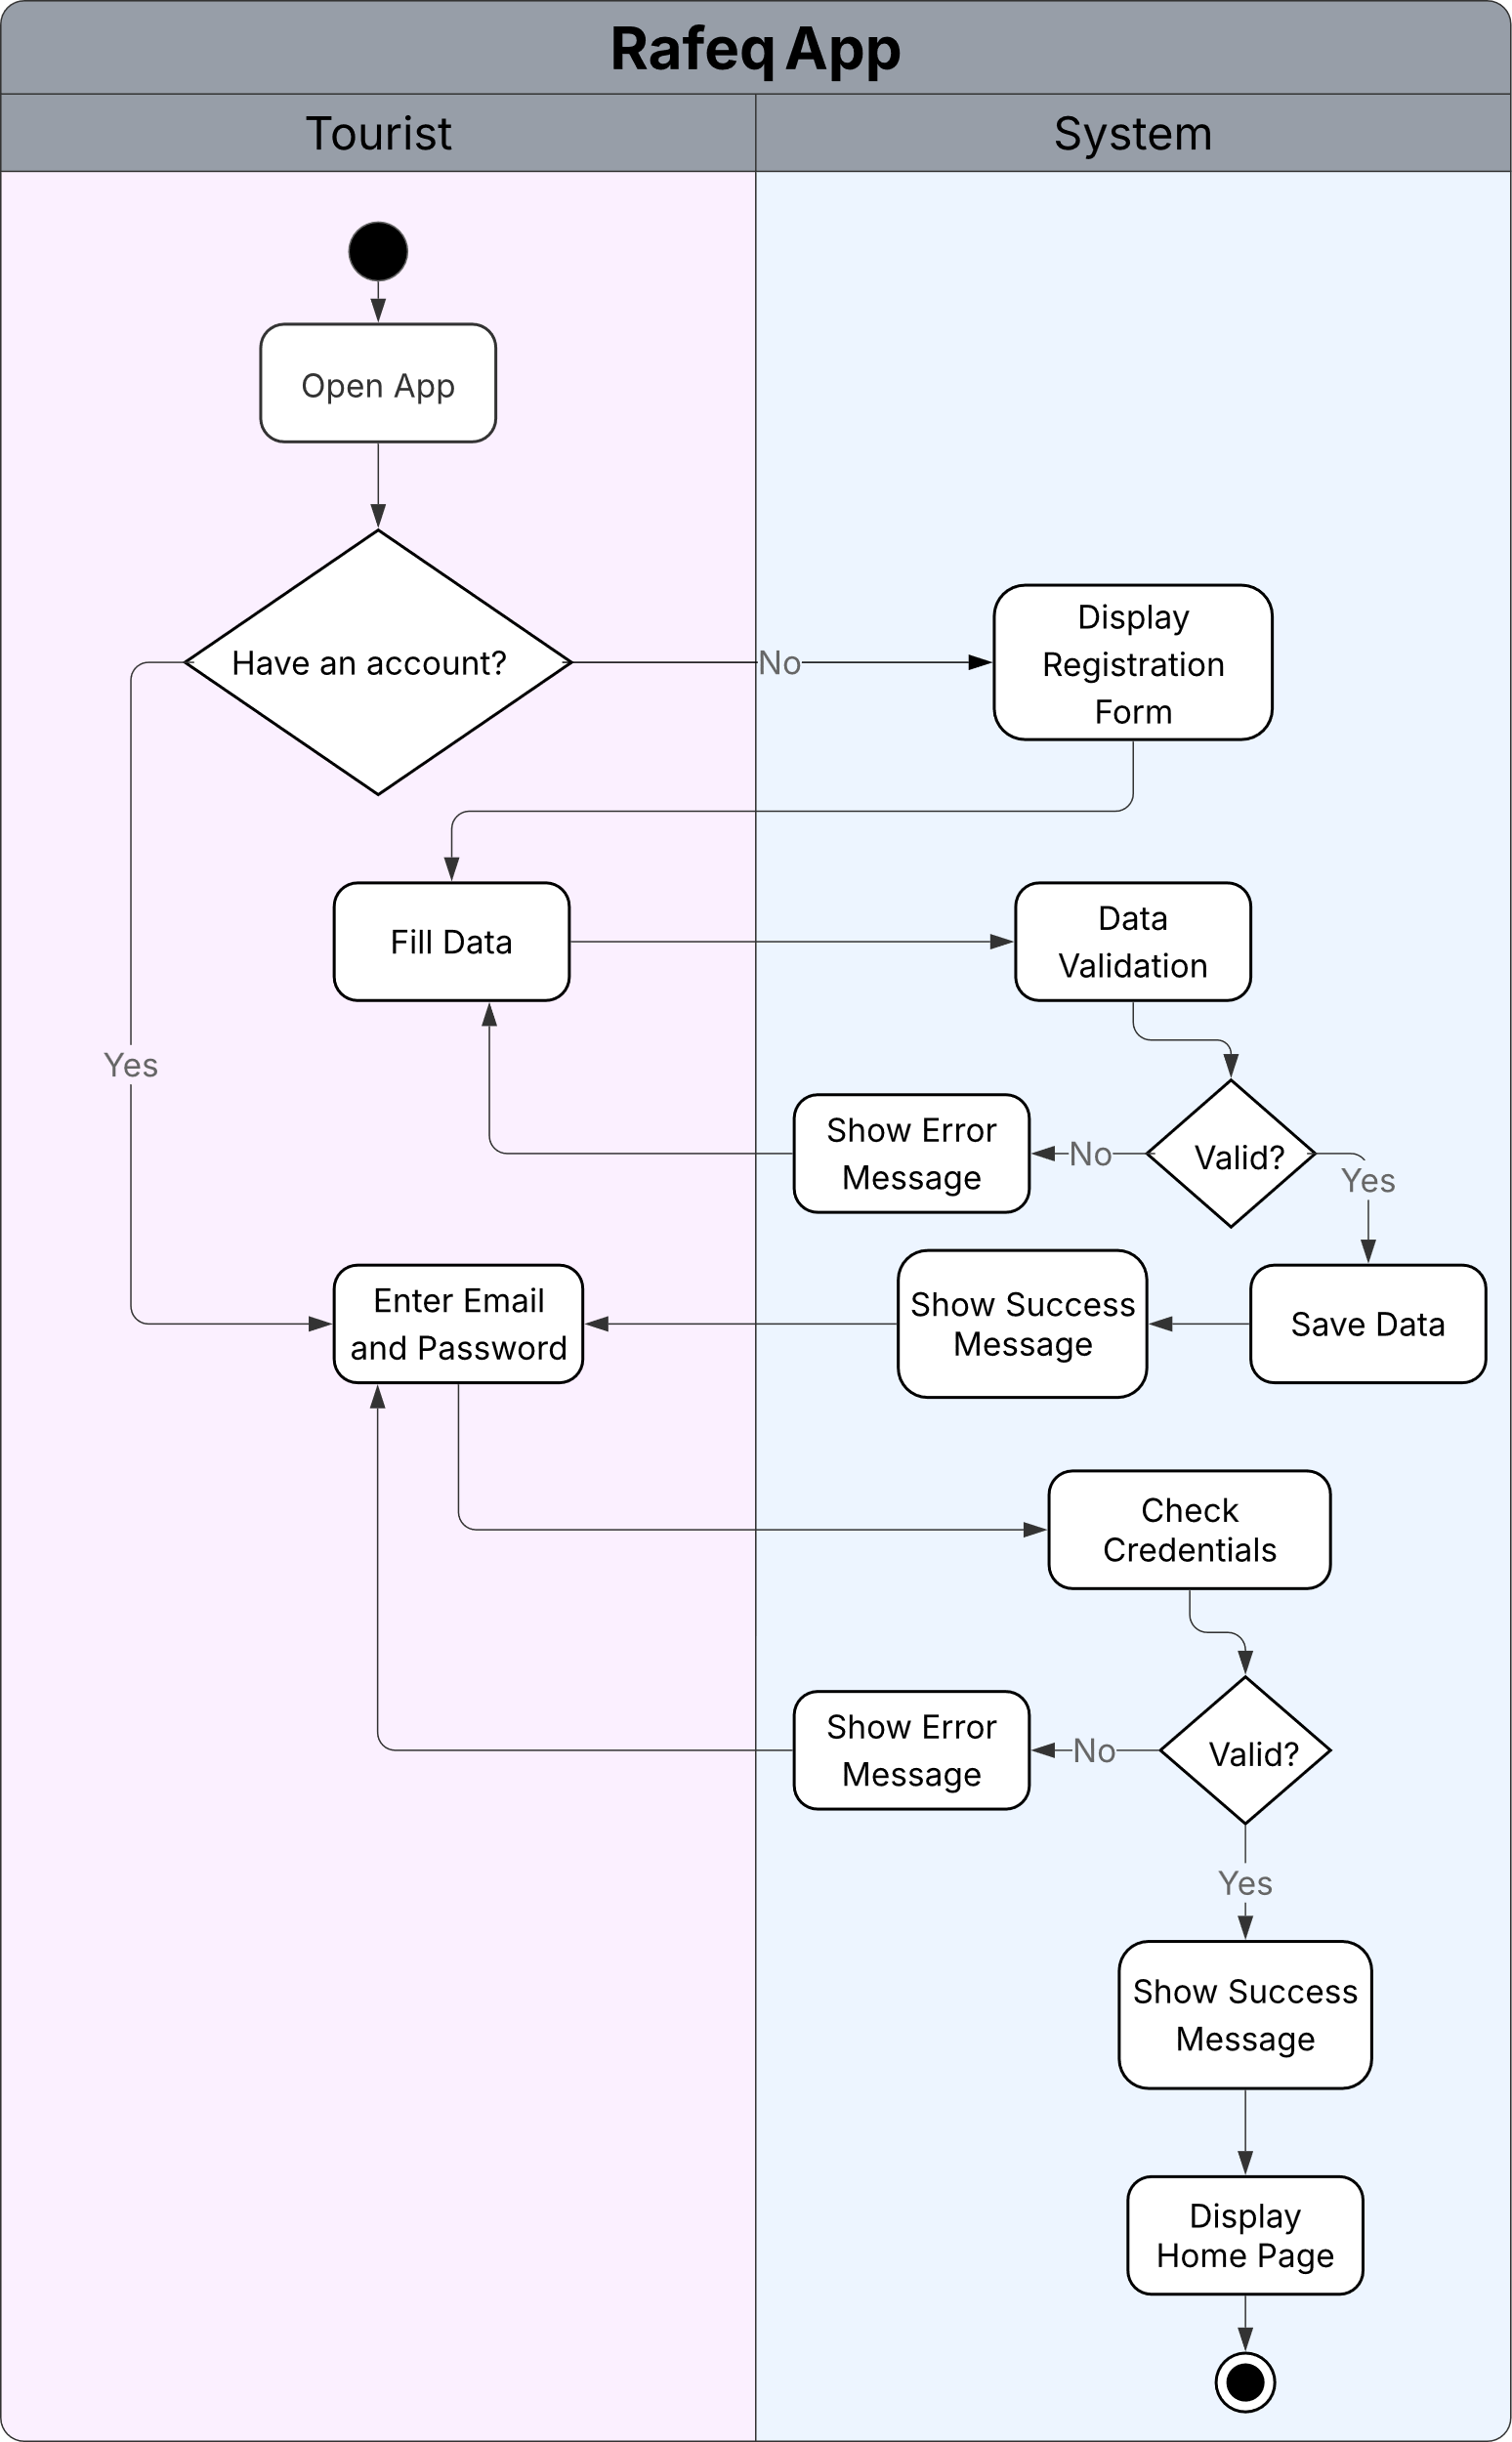 Rafeq App
Tourist
System
Open App
Have an account?
No
Display
Registration
Form
Fill Data
Data
Validation
Yes
Show Error
Message
No
Valid?
Yes
Enter Email
and Password
Show Success
Message
Save Data
Check
Credentials
Show Error
Message
No
Valid?
Yes
Show Success
Message
Display
Home Page